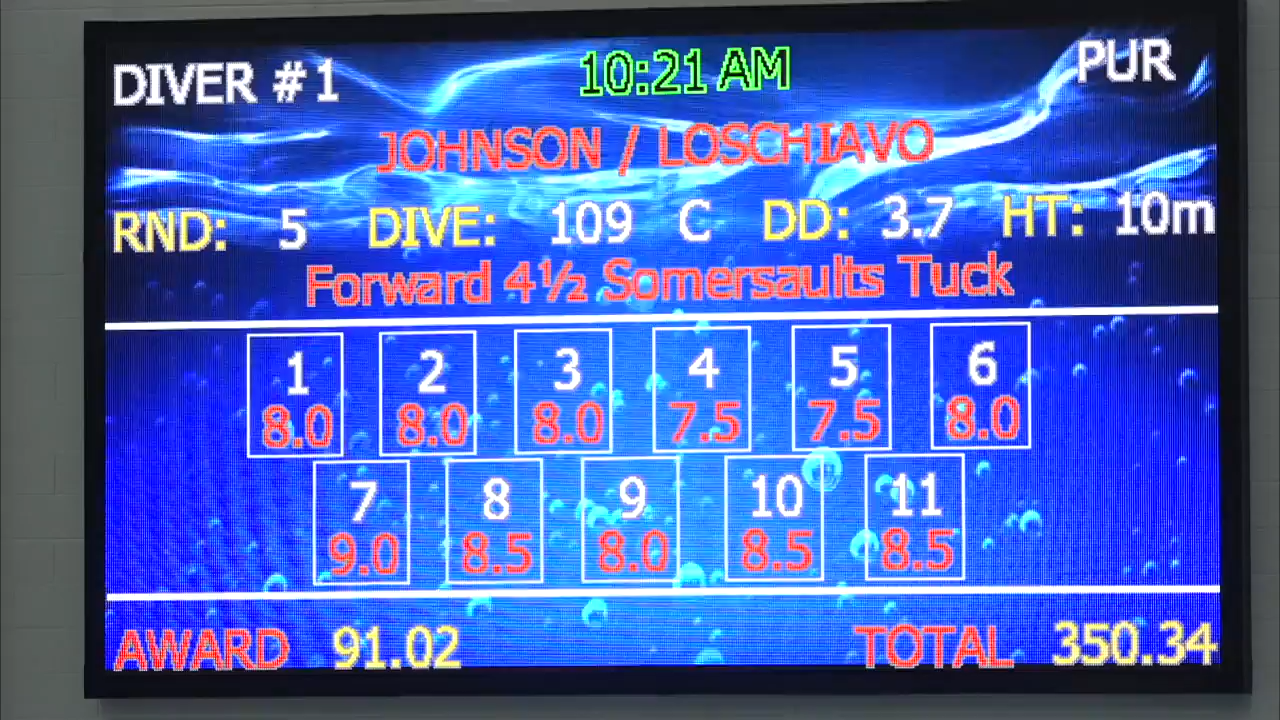 DIVER #1 10:21 AM PUR
JOHNSON / LOSCHIAVO
RND: 5 DIVE: 109 C DD: 3.7 HT: 10m
Forward 4½ Somersaults Tuck
1 2 3 4 5 6
8.0 8.0 8.0 7.5 7.5 8.0
7 8 9 10 11
9.0 8.5 8.0 8.5 8.5
AWARD 91.02 TOTAL 350.34